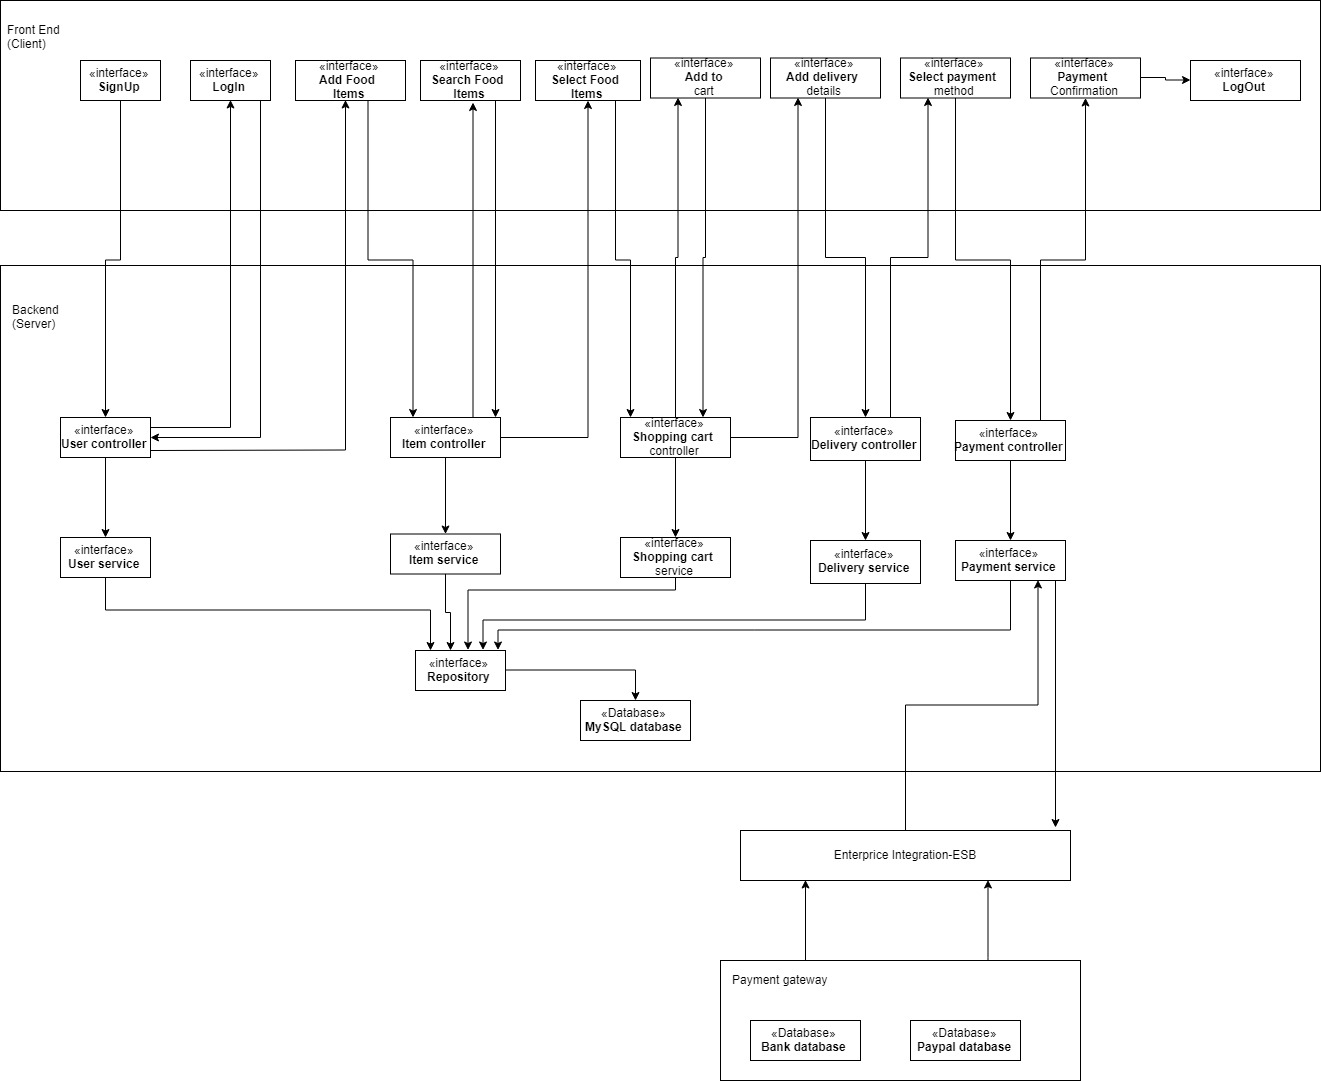 Front End
(Client)
«interface»
SignUp
«interface»
LogIn
«interface»
Add Food
Items
«interface»
Search Food
Items
«interface»
Select Food
Items
«interface»
Add to
cart
«interface»
Add delivery
details
«interface»
Select payment
method
«interface»
Payment
Confirmation
«interface»
LogOut
Backend
(Server)
«interface»
User controller
«interface»
Item controller
«interface»
Shopping cart
controller
«interface»
Delivery controller
«interface»
Payment controller
«interface»
User service
«interface»
Item service
«interface»
Shopping cart
service
«interface»
Delivery service
«interface»
Payment service
«interface»
Repository
«Database»
MySQL database
Enterprice Integration-ESB
Payment gateway
«Database»
Bank database
«Database»
Paypal database